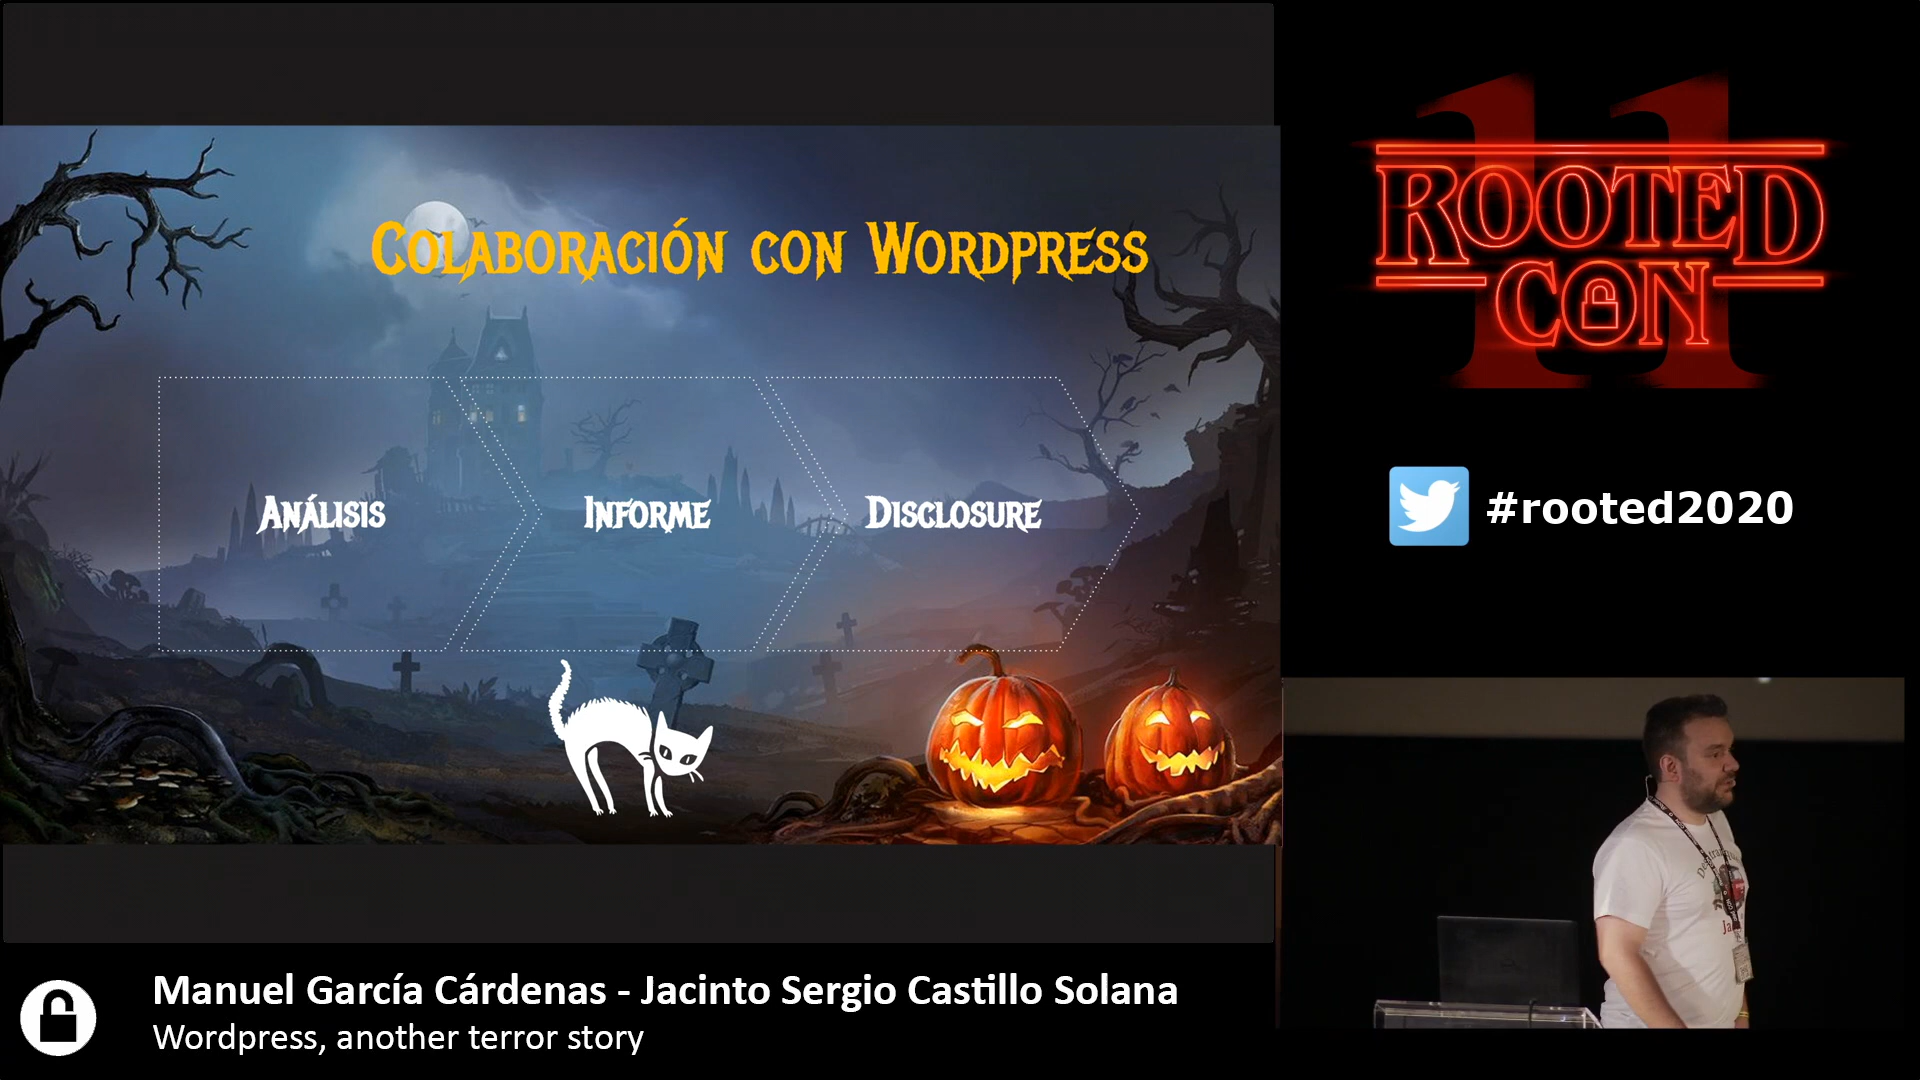 Colaboración con Wordpress
Análisis
Informe
Disclosure
11
ROOTED
CON
#rooted2020
Manuel García Cárdenas - Jacinto Sergio Castillo Solana
Wordpress, another terror story